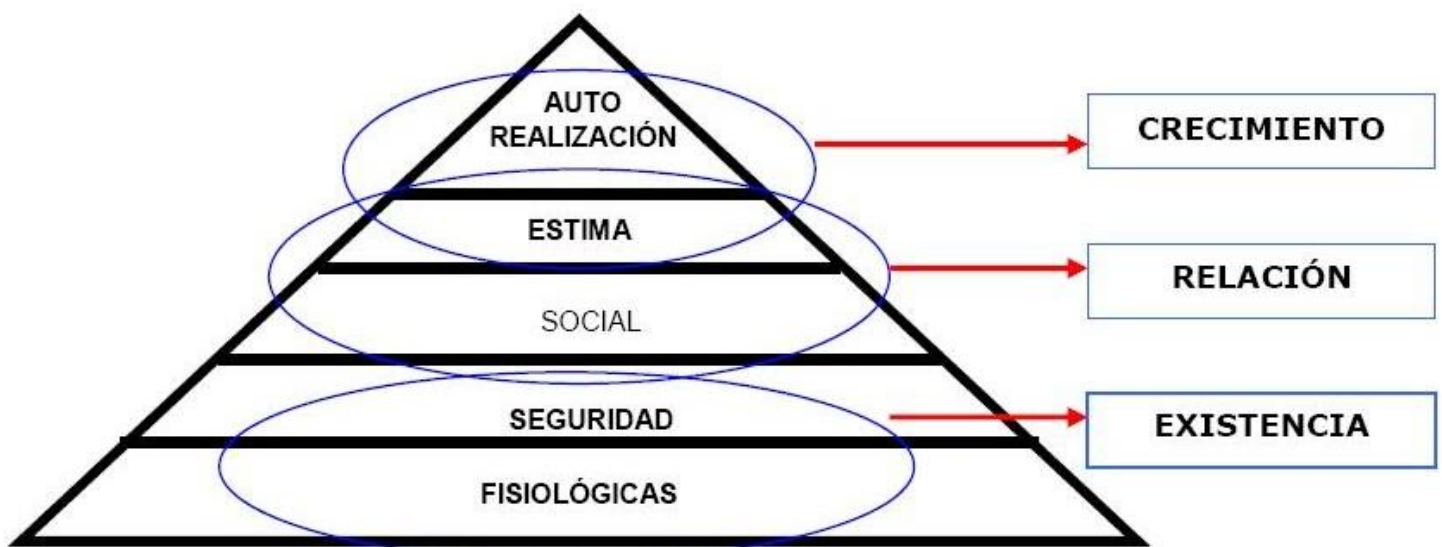 AUTO
REALIZACIÓN
CRECIMIENTO
ESTIMA
RELACIÓN
SOCIAL
SEGURIDAD
EXISTENCIA
FISIOLÓGICAS